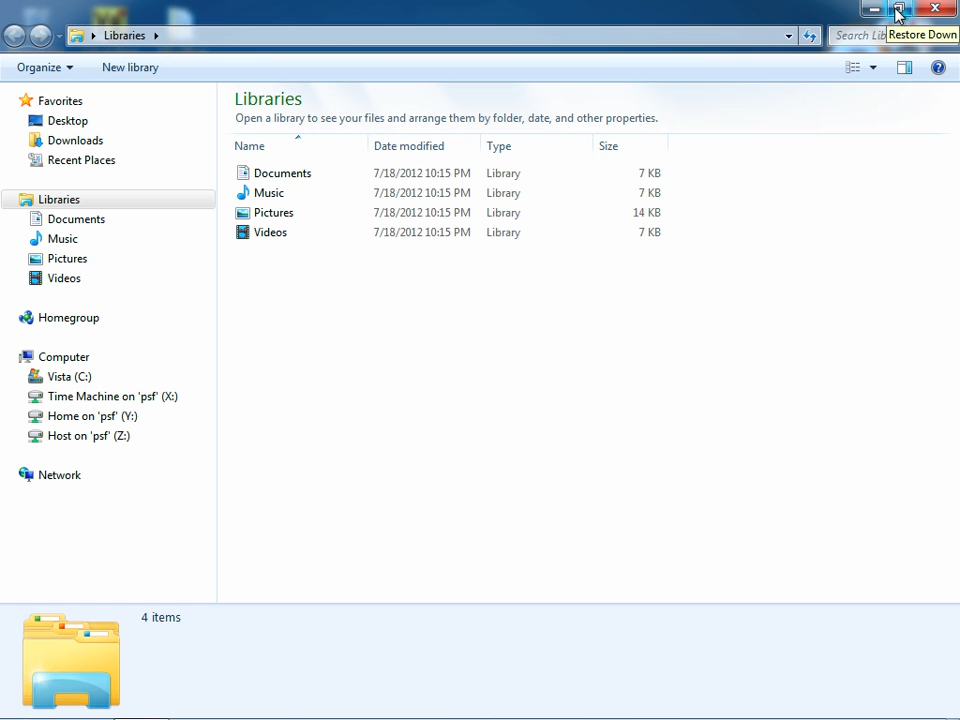 Libraries
Search Lib
Restore Down
Organize
New library
Favorites
Desktop
Downloads
Recent Places
Libraries
Documents
Music
Pictures
Videos
Homegroup
Computer
Vista (C:)
Time Machine on 'psf' (X:)
Home on 'psf' (Y:)
Host on 'psf' (Z:)
Network
Libraries
Open a library to see your files and arrange them by folder, date, and other properties.
Name Date modified Type Size
Documents 7/18/2012 10:15 PM Library 7 KB
Music 7/18/2012 10:15 PM Library 7 KB
Pictures 7/18/2012 10:15 PM Library 14 KB
Videos 7/18/2012 10:15 PM Library 7 KB
4 items